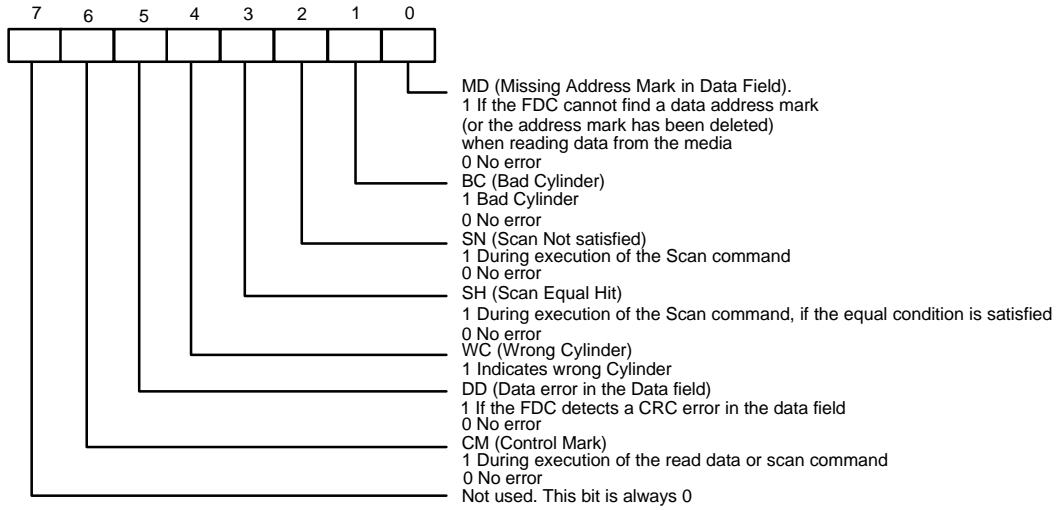 7 6 5 4 3 2 1 0
MD (Missing Address Mark in Data Field).
1 If the FDC cannot find a data address mark
(or the address mark has been deleted)
when reading data from the media
0 No error
BC (Bad Cylinder)
1 Bad Cylinder
0 No error
SN (Scan Not satisfied)
1 During execution of the Scan command
0 No error
SH (Scan Equal Hit)
1 During execution of the Scan command, if the equal condition is satisfied
0 No error
WC (Wrong Cylinder)
1 Indicates wrong Cylinder
DD (Data error in the Data field)
1 If the FDC detects a CRC error in the data field
0 No error
CM (Control Mark)
1 During execution of the read data or scan command
0 No error
Not used. This bit is always 0